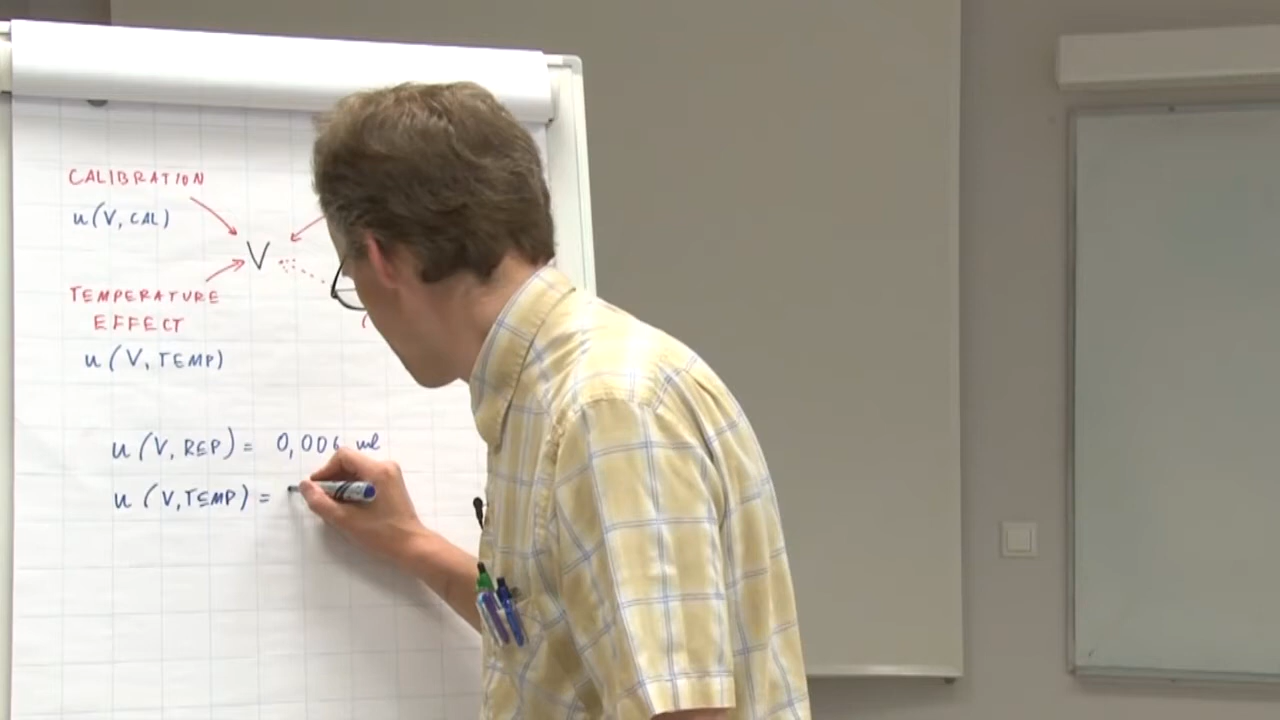 CALIBRATION
u(V, CAL)
V
TEMPERATURE
EFFECT
u(V, TEMP)
u(V, REP) = 0,006 ml
u(V, TEMP) =